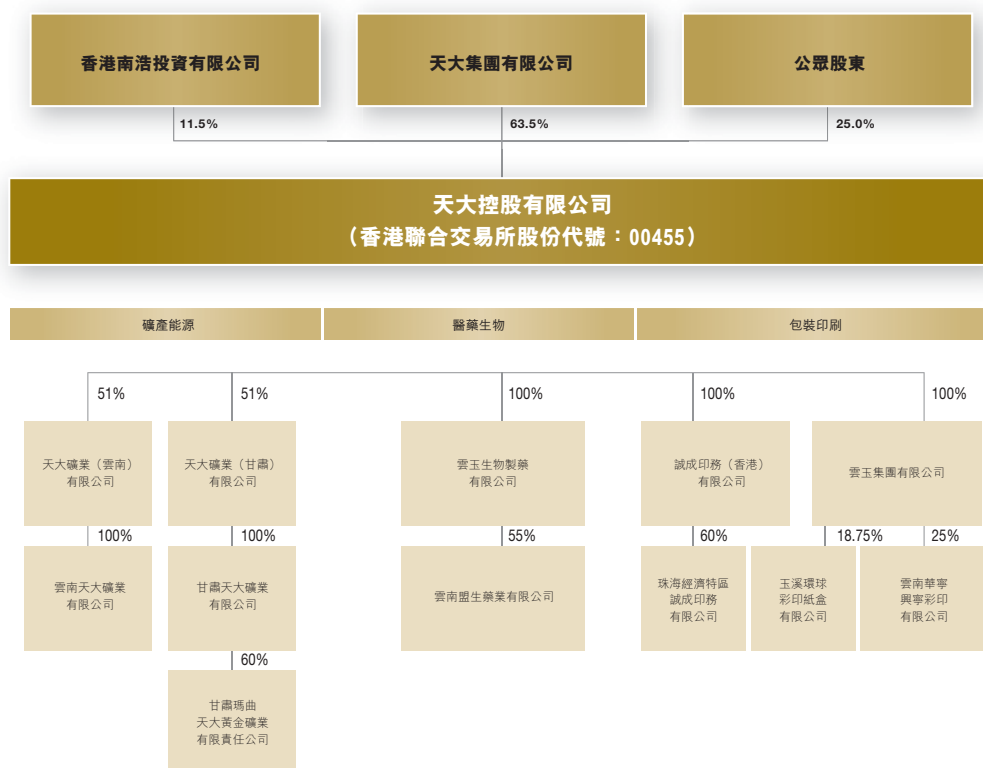 香港南浩投資有限公司
天大集團有限公司
公眾股東
11.5%
63.5%
25.0%
天大控股有限公司
（香港聯合交易所股份代號：00455）
礦產能源
醫藥生物
包裝印刷
51%
51%
100%
100%
100%
天大礦業（雲南）
有限公司
天大礦業（甘肅）
有限公司
雲玉生物製藥
有限公司
誠成印務（香港）
有限公司
雲玉集團有限公司
100%
100%
55%
60%
18.75%
25%
雲南天大礦業
有限公司
甘肅天大礦業
有限公司
雲南盟生藥業有限公司
珠海經濟特區
誠成印務
有限公司
玉溪環球
彩印紙盒
有限公司
雲南華寧
興寧彩印
有限公司
60%
甘肅瑪曲
天大黃金礦業
有限責任公司